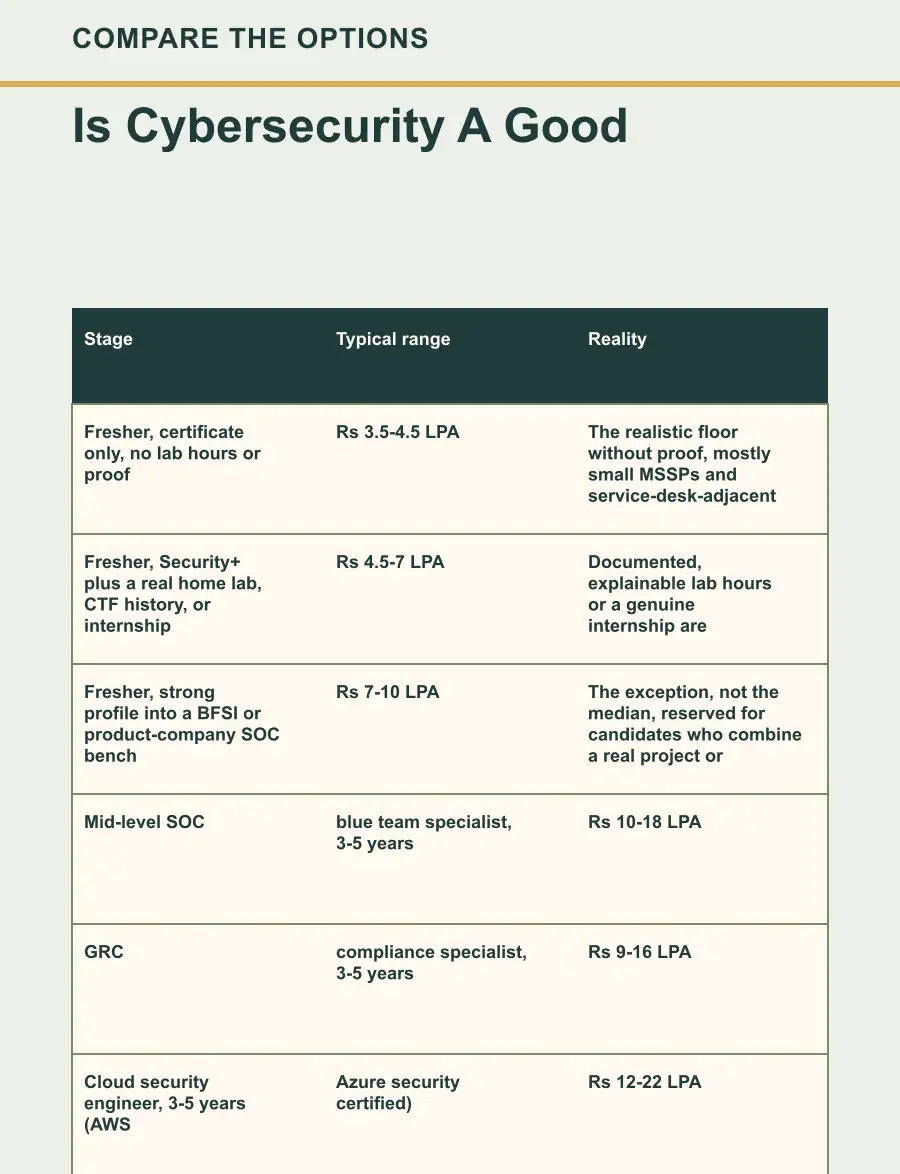 COMPARE THE OPTIONS
Is Cybersecurity A Good
Stage
Typical range
Reality
Fresher, certificate
only, no lab hours or
proof
Rs 3.5-4.5 LPA
The realistic floor
without proof, mostly
small MSSPs and
service-desk-adjacent
Fresher, Security+
plus a real home lab,
CTF history, or
internship
Rs 4.5-7 LPA
Documented,
explainable lab hours
or a genuine
internship are
Fresher, strong
profile into a BFSI or
product-company SOC
bench
Rs 7-10 LPA
The exception, not the
median, reserved for
candidates who combine
a real project or
Mid-level SOC
blue team specialist,
3-5 years
Rs 10-18 LPA
GRC
compliance specialist,
3-5 years
Rs 9-16 LPA
Cloud security
engineer, 3-5 years
(AWS
Azure security
certified)
Rs 12-22 LPA